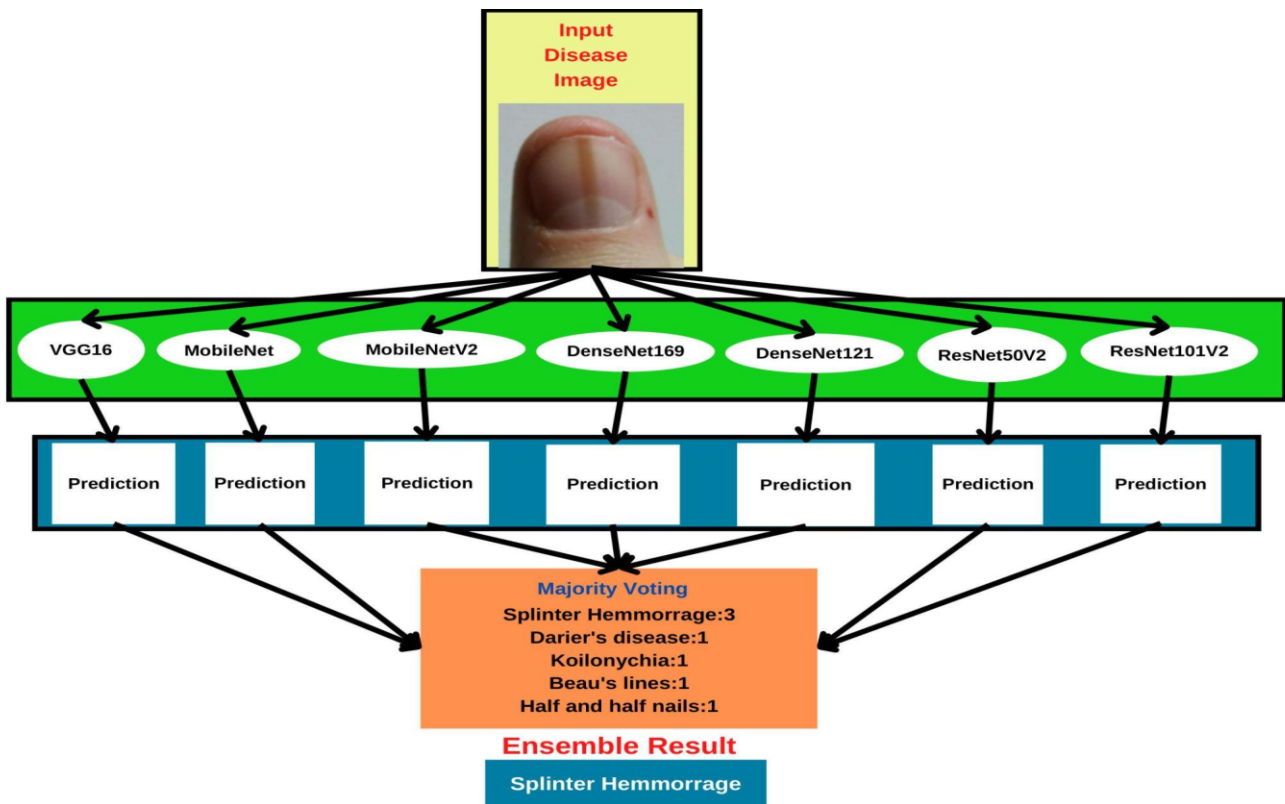 Input
Disease
Image
VGG16
MobileNet
MobileNetV2
DenseNet169
DenseNet121
ResNet50V2
ResNet101V2
Prediction
Prediction
Prediction
Prediction
Prediction
Prediction
Prediction
Majority Voting
Splinter Hemmorrage:3
Darier's disease:1
Koilonychia:1
Beau's lines:1
Half and half nails:1
Ensemble Result
Splinter Hemmorrage